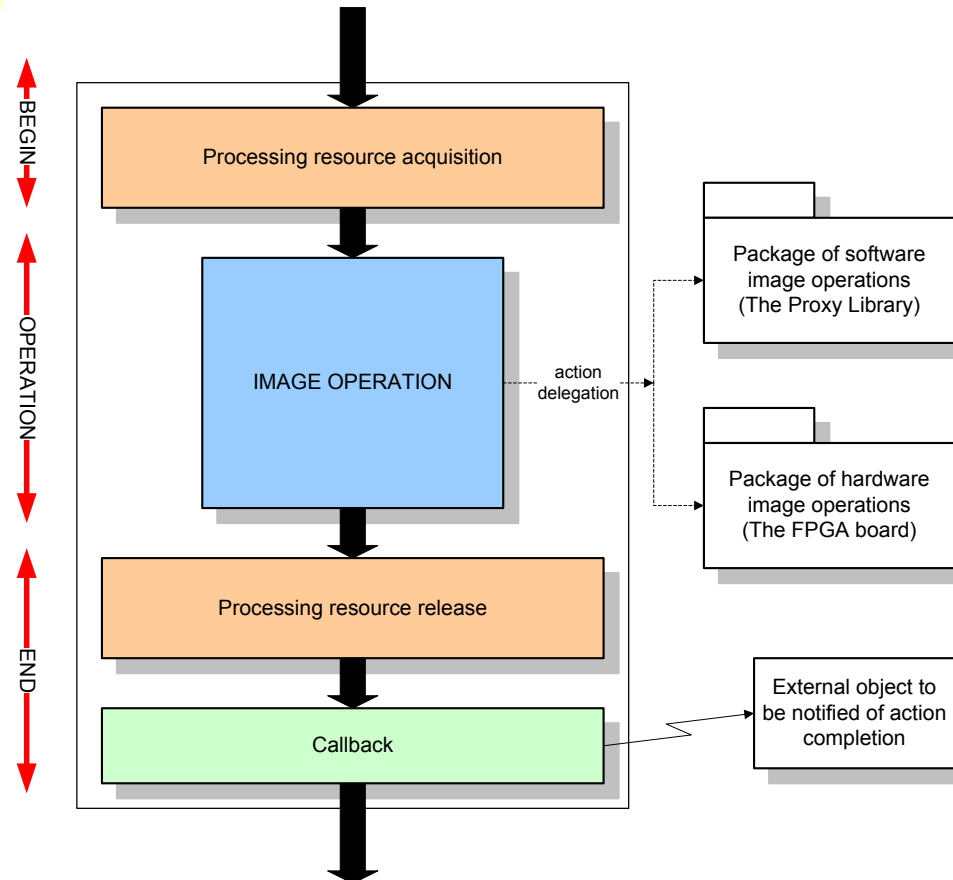 BEGIN
Processing resource acquisition
OPERATION
IMAGE OPERATION
action
delegation
Package of software
image operations
(The Proxy Library)
Package of hardware
image operations
(The FPGA board)
END
Processing resource release
Callback
External object to
be notified of action
completion